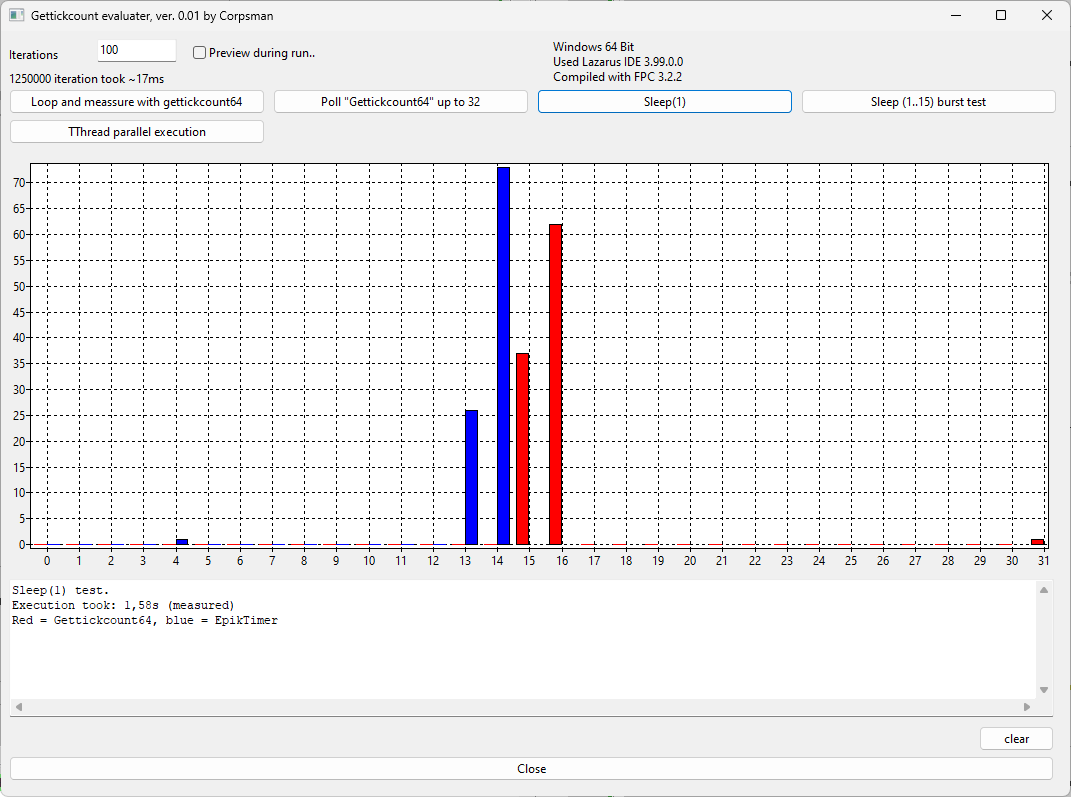 Gettickcount evaluater, ver. 0.01 by Corpsman
Iterations 100 Preview during run..
1250000 iteration took ~17ms
Windows 64 Bit
Used Lazarus IDE 3.99.0.0
Compiled with FPC 3.2.2
Loop and meassure with gettickcount64 Poll "Gettickcount64" up to 32 Sleep(1) Sleep (1..15) burst test
TThread parallel execution
70
65
60
55
50
45
40
35
30
25
20
15
10
5
0
0 1 2 3 4 5 6 7 8 9 10 11 12 13 14 15 16 17 18 19 20 21 22 23 24 25 26 27 28 29 30 31
Sleep(1) test.
Execution took: 1,58s (measured)
Red = Gettickcount64, blue = EpikTimer
clear
Close